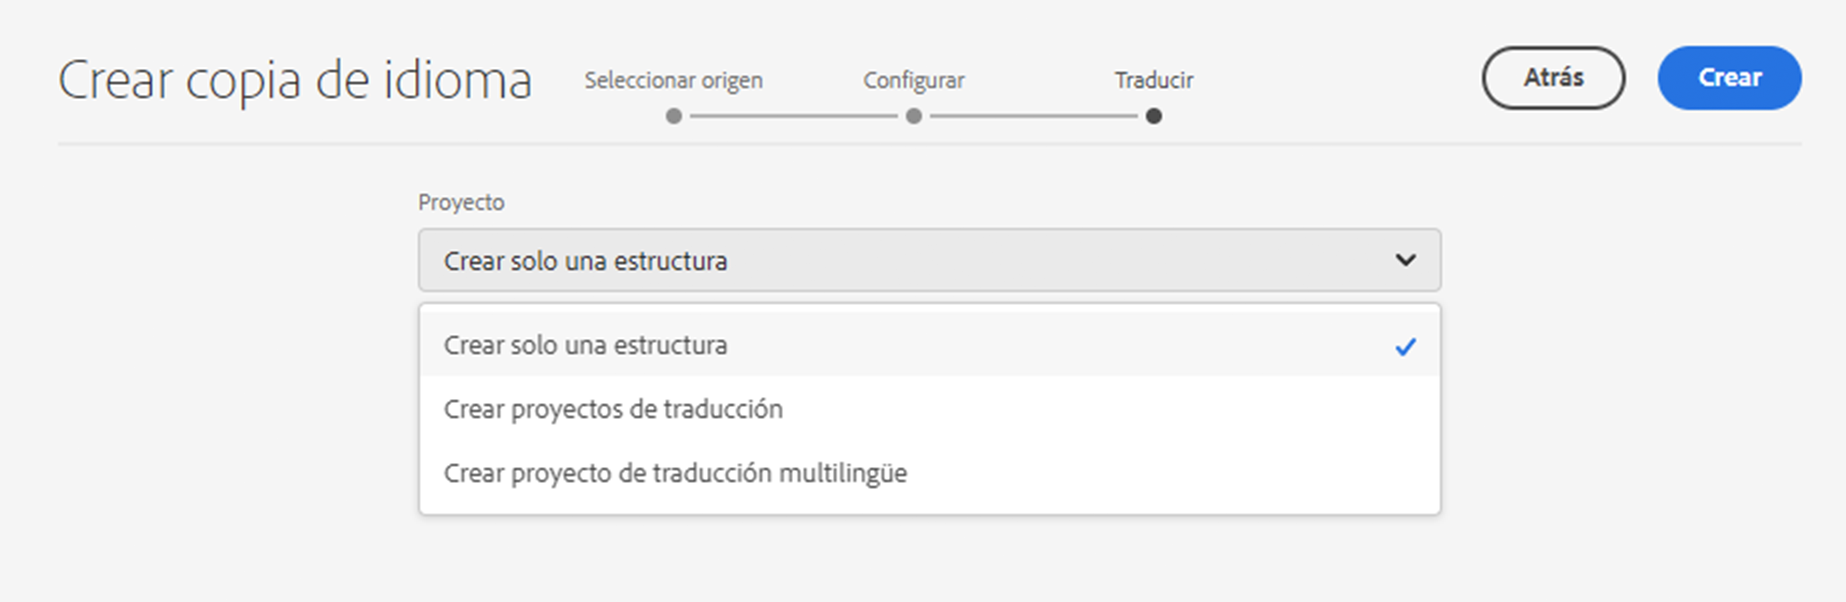 Crear copia de idioma
Seleccionar origen
Configurar
Traducir
Atrás
Crear
Proyecto
Crear solo una estructura
Crear solo una estructura
Crear proyectos de traducción
Crear proyecto de traducción multilingüe